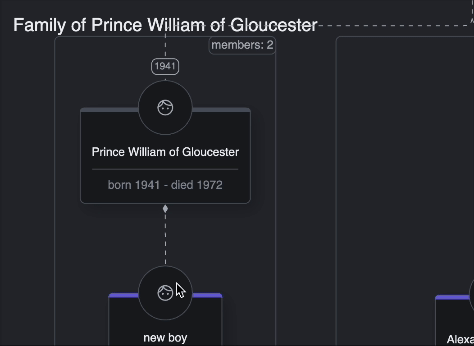 Family of Prince William of Gloucester
members: 2
1941
Prince William of Gloucester
born 1941 - died 1972
new boy